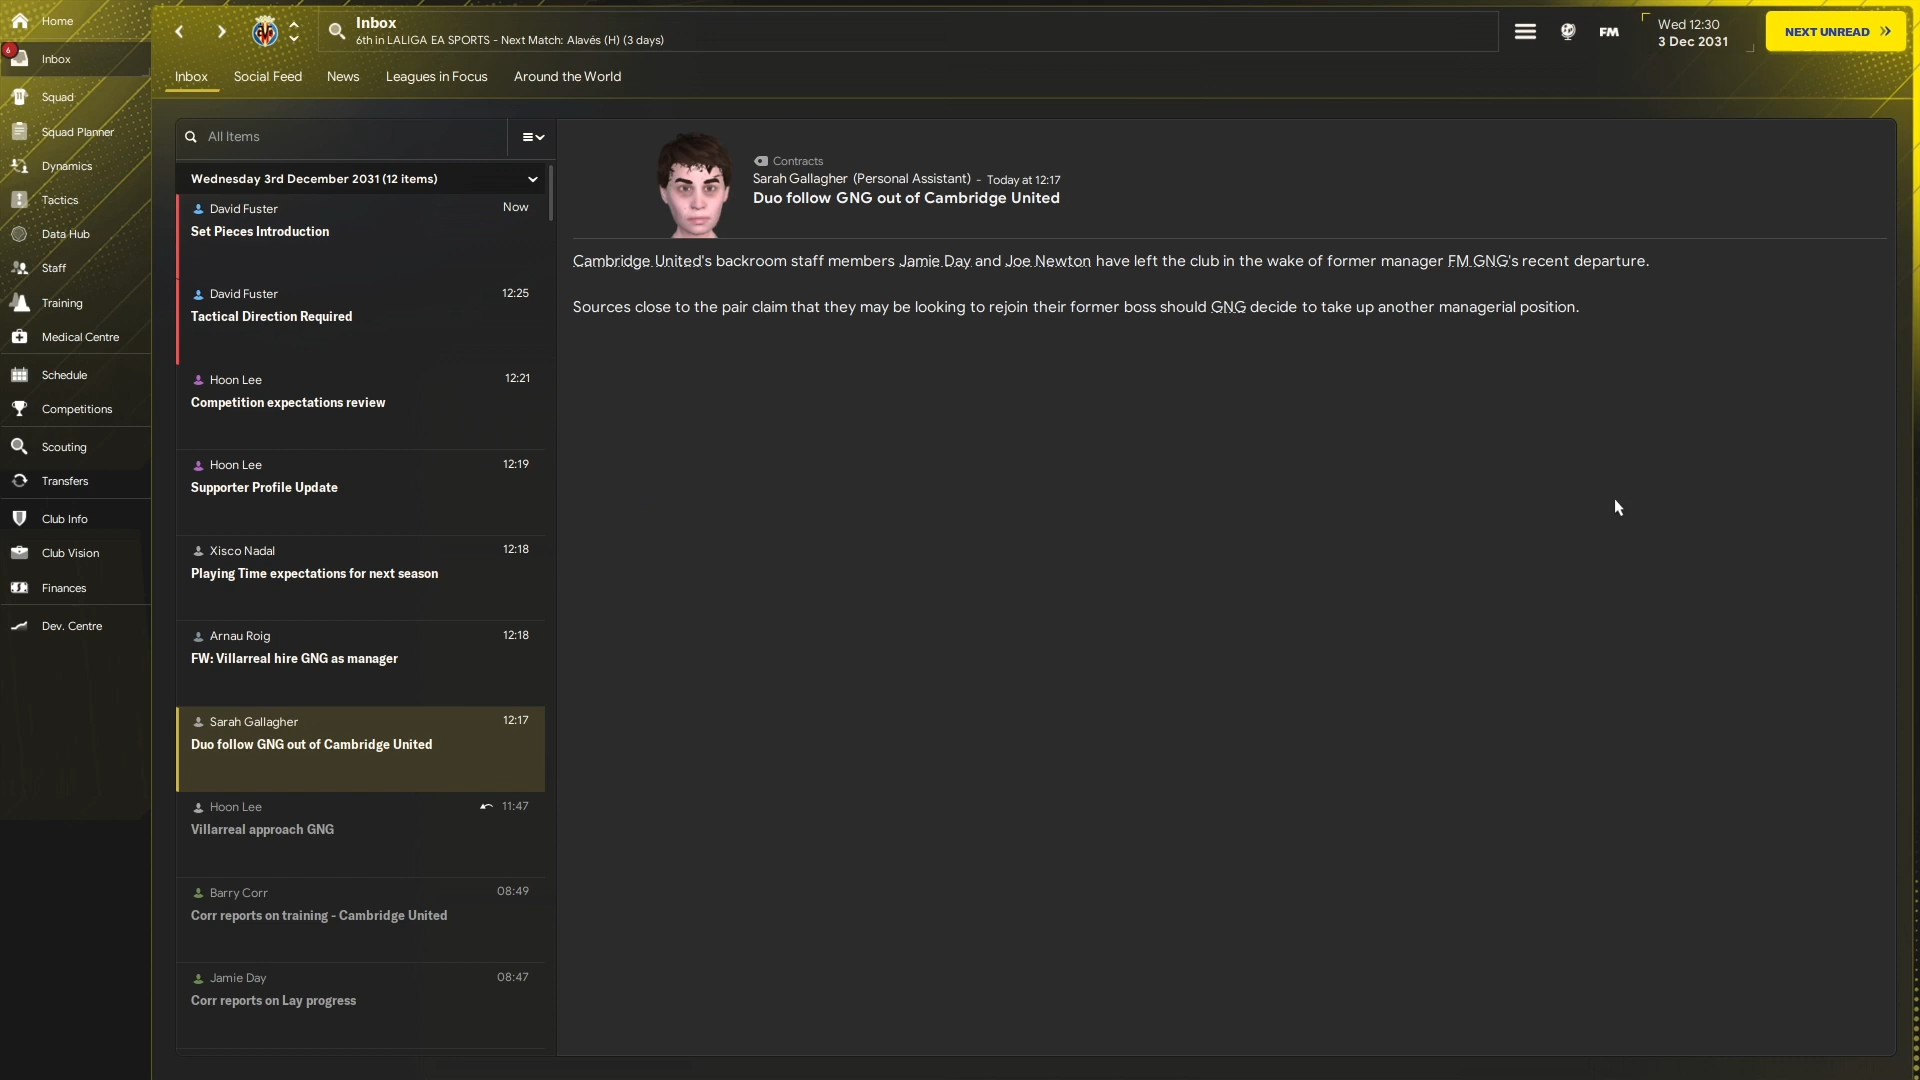 Home
6
Inbox
Squad
Squad Planner
Dynamics
Tactics
Data Hub
Staff
Training
Medical Centre
Schedule
Competitions
Scouting
Transfers
Club Info
Club Vision
Finances
Dev. Centre
Inbox
6th in LALIGA EA SPORTS - Next Match: Alavés (H) (3 days)
FM
Wed 12:30
3 Dec 2031
NEXT UNREAD
Inbox
Social Feed
News
Leagues in Focus
Around the World
All Items
Wednesday 3rd December 2031 (12 items)
David Fuster Now
Set Pieces Introduction
David Fuster 12:25
Tactical Direction Required
Hoon Lee 12:21
Competition expectations review
Hoon Lee 12:19
Supporter Profile Update
Xisco Nadal 12:18
Playing Time expectations for next season
Arnau Roig 12:18
FW: Villarreal hire GNG as manager
Sarah Gallagher 12:17
Duo follow GNG out of Cambridge United
Hoon Lee 11:47
Villarreal approach GNG
Barry Corr 08:49
Corr reports on training - Cambridge United
Jamie Day 08:47
Corr reports on Lay progress
Contracts
Sarah Gallagher (Personal Assistant) - Today at 12:17
Duo follow GNG out of Cambridge United
Cambridge United's backroom staff members Jamie Day and Joe Newton have left the club in the wake of former manager FM GNG's recent departure.
Sources close to the pair claim that they may be looking to rejoin their former boss should GNG decide to take up another managerial position.